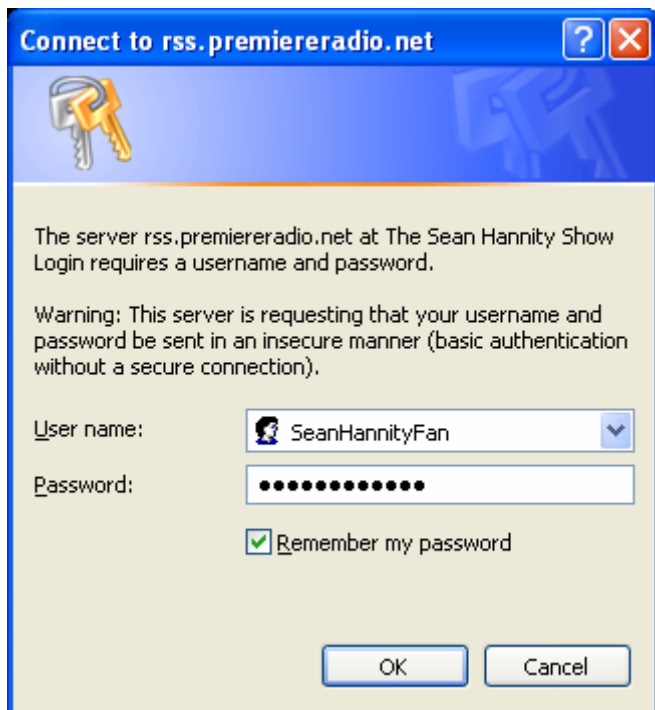 Connect to rss.premiereradio.net
The server rss.premiereradio.net at The Sean Hannity Show
Login requires a username and password.
Warning: This server is requesting that your username and
password be sent in an insecure manner (basic authentication
without a secure connection).
User name:
SeanHannityFan
Password:
●●●●●●●●●●●●
Remember my password
OK
Cancel